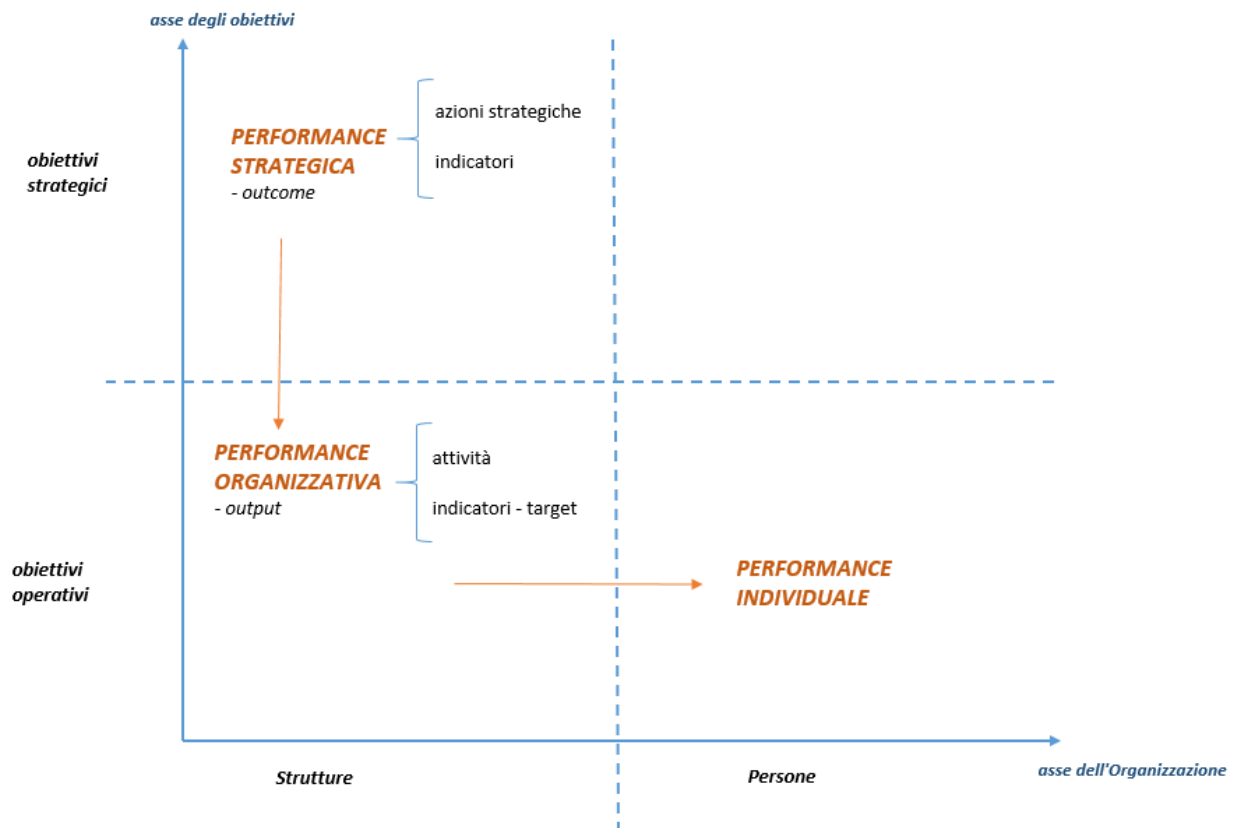 asse degli obiettivi
azioni strategiche
PERFORMANCE
STRATEGICA
- outcome
indicatori
obiettivi
strategici
PERFORMANCE
ORGANIZZATIVA
- output
attività
indicatori - target
obiettivi
operativi
PERFORMANCE
INDIVIDUALE
Strutture
Persone
asse dell'Organizzazione